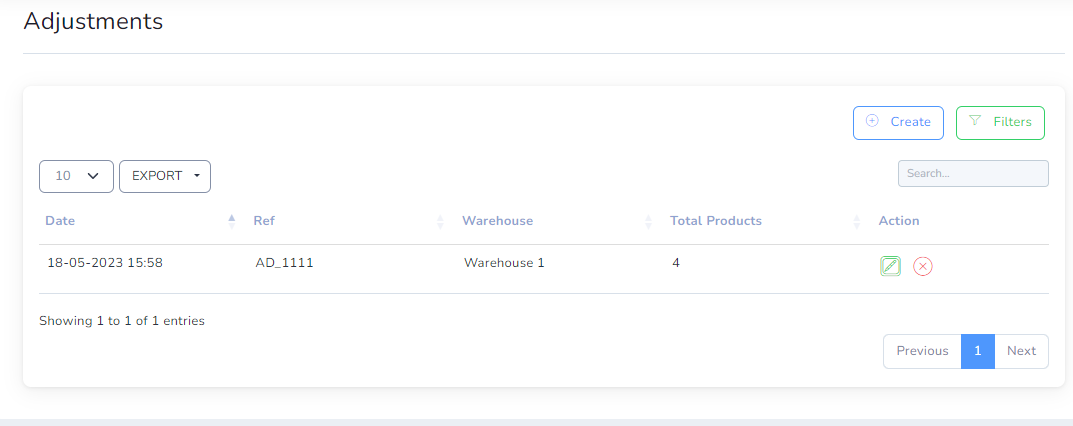 Adjustments
Create Filters
10 EXPORT Search...
Date Ref Warehouse Total Products Action
18-05-2023 15:58 AD_1111 Warehouse 1 4
Showing 1 to 1 of 1 entries
Previous 1 Next